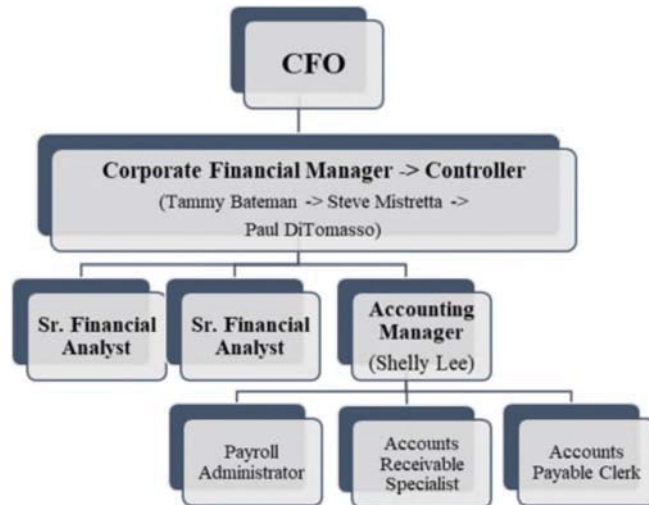 CFO
Corporate Financial Manager -> Controller
(Tammy Bateman -> Steve Mistretta ->
Paul DiTomasso)
Sr. Financial
Analyst
Sr. Financial
Analyst
Accounting
Manager
(Shelly Lee)
Payroll
Administrator
Accounts
Receivable
Specialist
Accounts
Payable Clerk